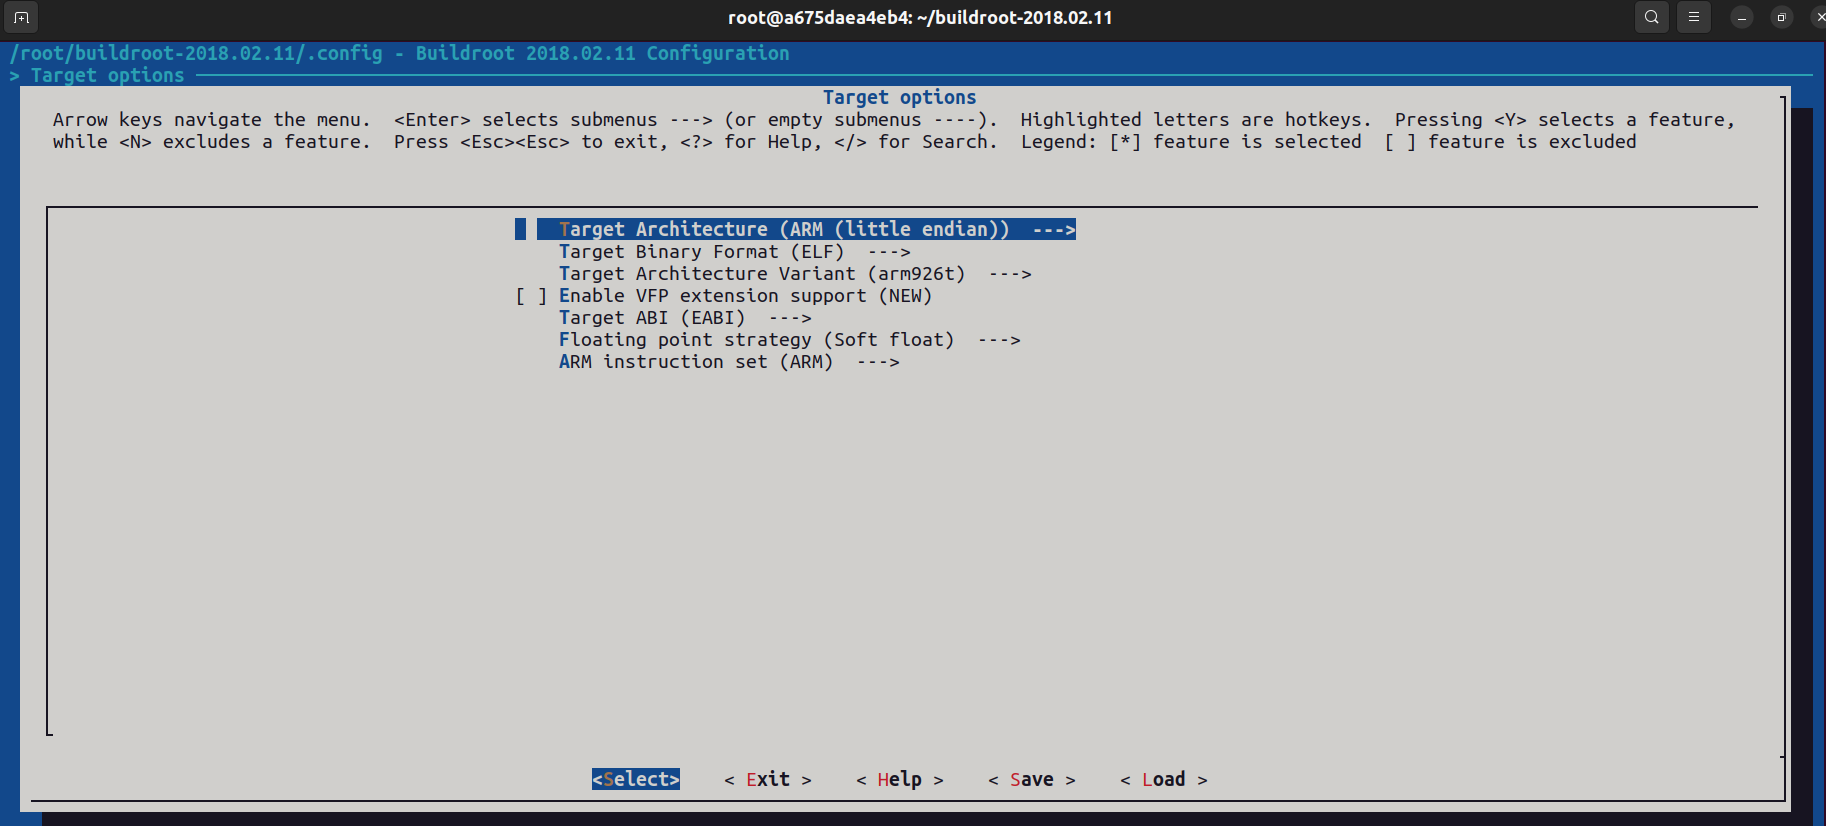 root@a675daea4eb4: ~/buildroot-2018.02.11
/root/buildroot-2018.02.11/.config - Buildroot 2018.02.11 Configuration
> Target options
Target options
Arrow keys navigate the menu.  <Enter> selects submenus ---> (or empty submenus ----).  Highlighted letters are hotkeys.  Pressing <Y> selects a feature,
while <N> excludes a feature.  Press <Esc><Esc> to exit, <?> for Help, </> for Search.  Legend: [*] feature is selected  [ ] feature is excluded
Target Architecture (ARM (little endian))  --->
Target Binary Format (ELF)  --->
Target Architecture Variant (arm926t)  --->
[ ] Enable VFP extension support (NEW)
Target ABI (EABI)  --->
Floating point strategy (Soft float)  --->
ARM instruction set (ARM)  --->
<Select>    < Exit >    < Help >    < Save >    < Load >